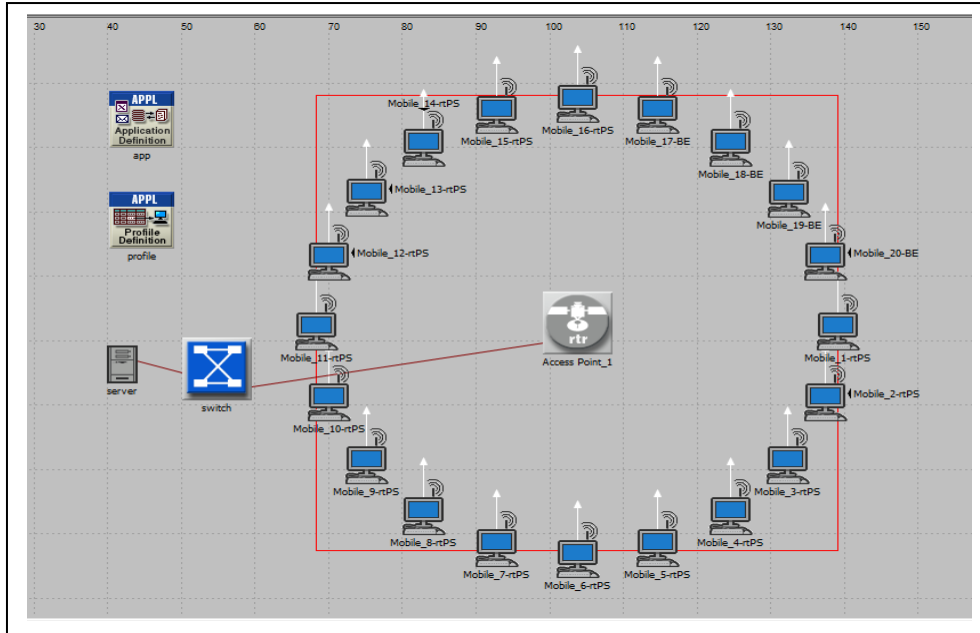 30 40 50 60 70 80 90 100 110 120 130 140 150
APPL
Application
Definition
app
Mobile_14-rtPS
Mobile_15-rtPS
Mobile_16-rtPS
Mobile_17-BE
Mobile_18-BE
Mobile_13-rtPS
Mobile_19-BE
APPL
Profile
Definition
profile
Mobile_12-rtPS
Mobile_20-BE
rtr
Mobile_11-rtPS
Access Point_1
Mobile_1-rtPS
server
switch
Mobile_10-rtPS
Mobile_2-rtPS
Mobile_9-rtPS
Mobile_3-rtPS
Mobile_8-rtPS
Mobile_4-rtPS
Mobile_7-rtPS
Mobile_6-rtPS
Mobile_5-rtPS